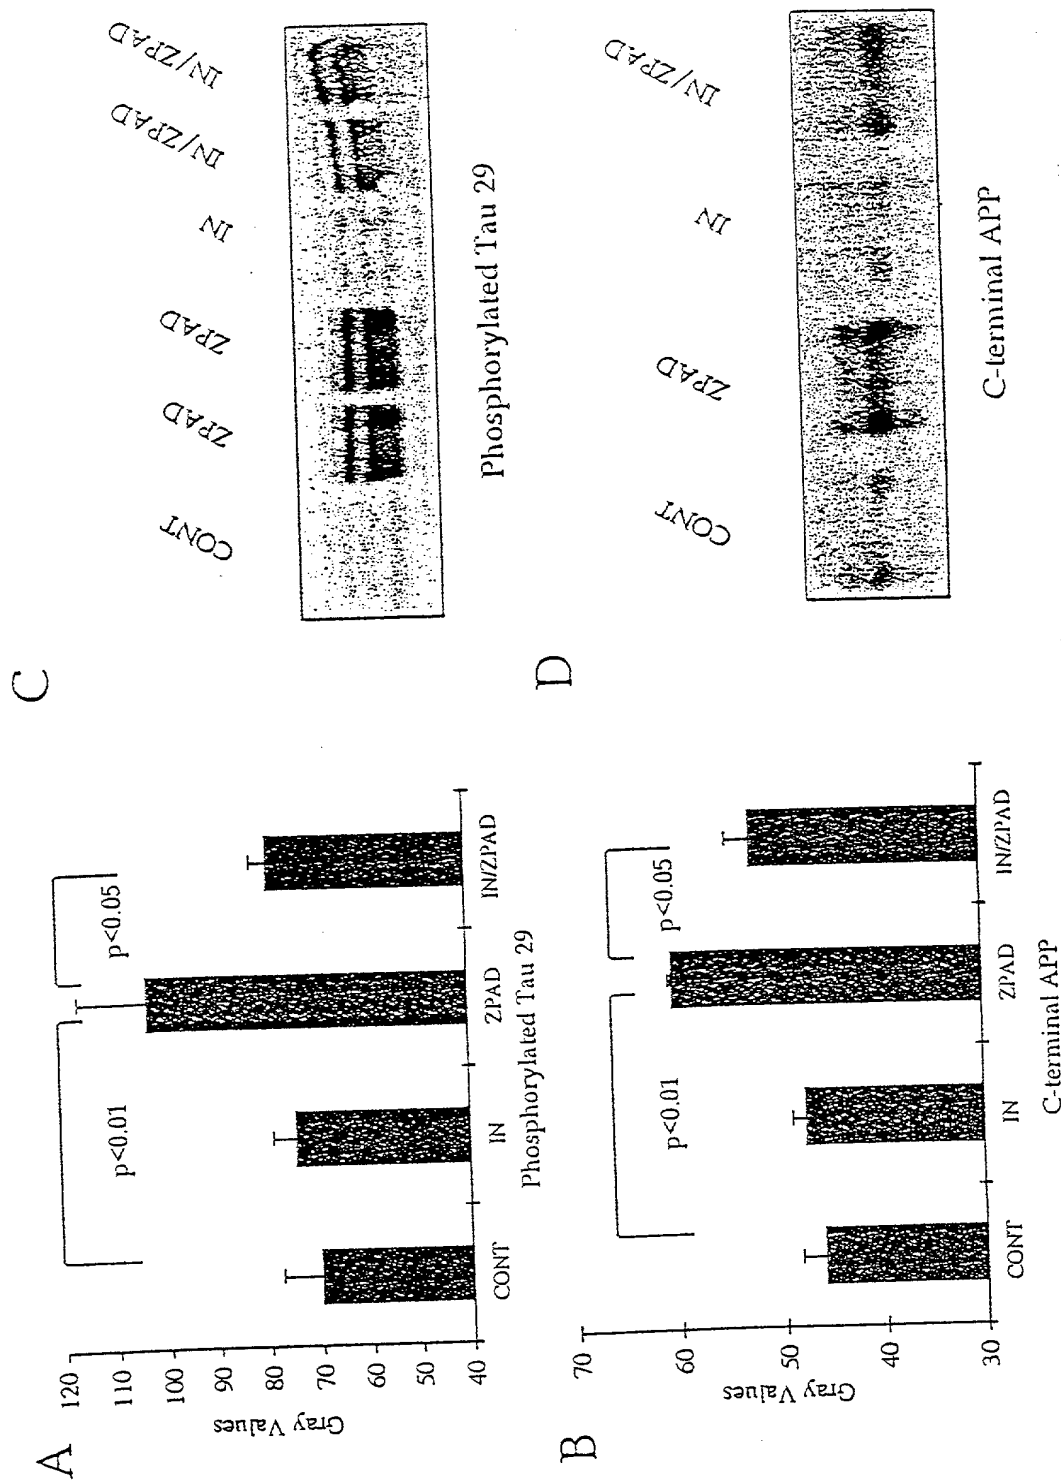 A
Gray Values
120
110
100
90
80
70
60
50
40
p<0.01
p<0.05
CONT
IN
ZPAD
IN/ZPAD
Phosphorylated Tau 29
B
Gray Values
70
60
50
40
30
p<0.01
p<0.05
CONT
IN
ZPAD
IN/ZPAD
C-terminal APP
C
CONT
ZPAD
ZPAD
IN
IN/ZPAD
IN/ZPAD
Phosphorylated Tau 29
D
CONT
ZPAD
IN
IN/ZPAD
C-terminal APP